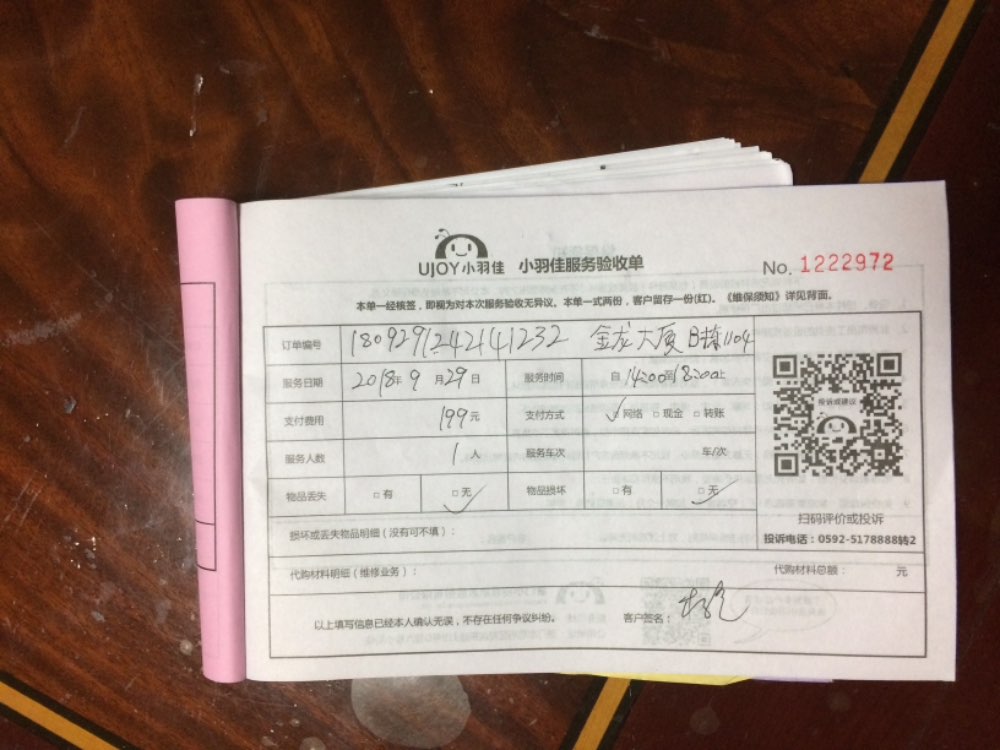 UJOY小羽佳 小羽佳服务验收单 No. 1222972
本单一经核签，即视为对本次服务验收无异议。本单一式两份，客户留存一份(红)。《维保须知》详见背面。
订单编号 1809291242141232 金龙大厦B栋1104
服务日期 2018年9月29日 服务时间 自14200至18200止
支付费用 199元 支付方式 ☑网络 □现金 □转账
服务人数 1人 服务车次 车/次
物品丢失 □有 □无✓ 物品损坏 □有 □无✓
投诉或建议
扫码评价或投诉
投诉电话：0592-5178888转2
损坏或丢失物品明细（没有可不填）：
代购材料明细（维修业务）： 代购材料总额： 元
以上填写信息已经本人确认无误，不存在任何争议纠纷。 客户签名：